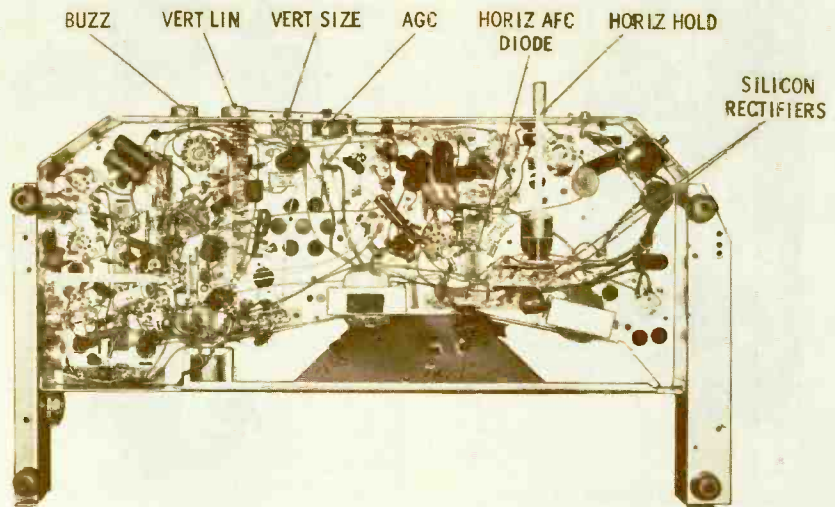 BUZZ
VERT LIN
VERT SIZE
AGC
HORIZ AFC
DIODE
HORIZ HOLD
SILICON
RECTIFIERS